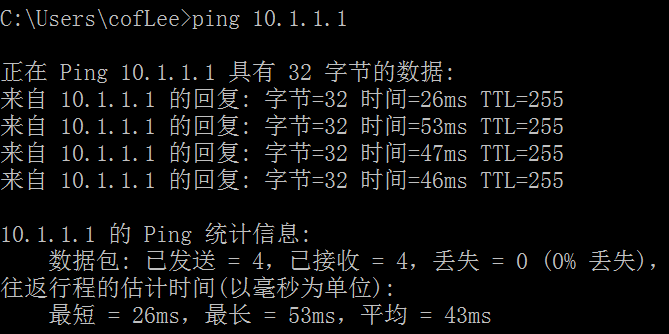 C:\Users\cofLee>ping 10.1.1.1
正在 Ping 10.1.1.1 具有 32 字节的数据:
来自 10.1.1.1 的回复: 字节=32 时间=26ms TTL=255
来自 10.1.1.1 的回复: 字节=32 时间=53ms TTL=255
来自 10.1.1.1 的回复: 字节=32 时间=47ms TTL=255
来自 10.1.1.1 的回复: 字节=32 时间=46ms TTL=255
10.1.1.1 的 Ping 统计信息:
数据包: 已发送 = 4，已接收 = 4，丢失 = 0 (0% 丢失)，
往返行程的估计时间(以毫秒为单位):
最短 = 26ms，最长 = 53ms，平均 = 43ms